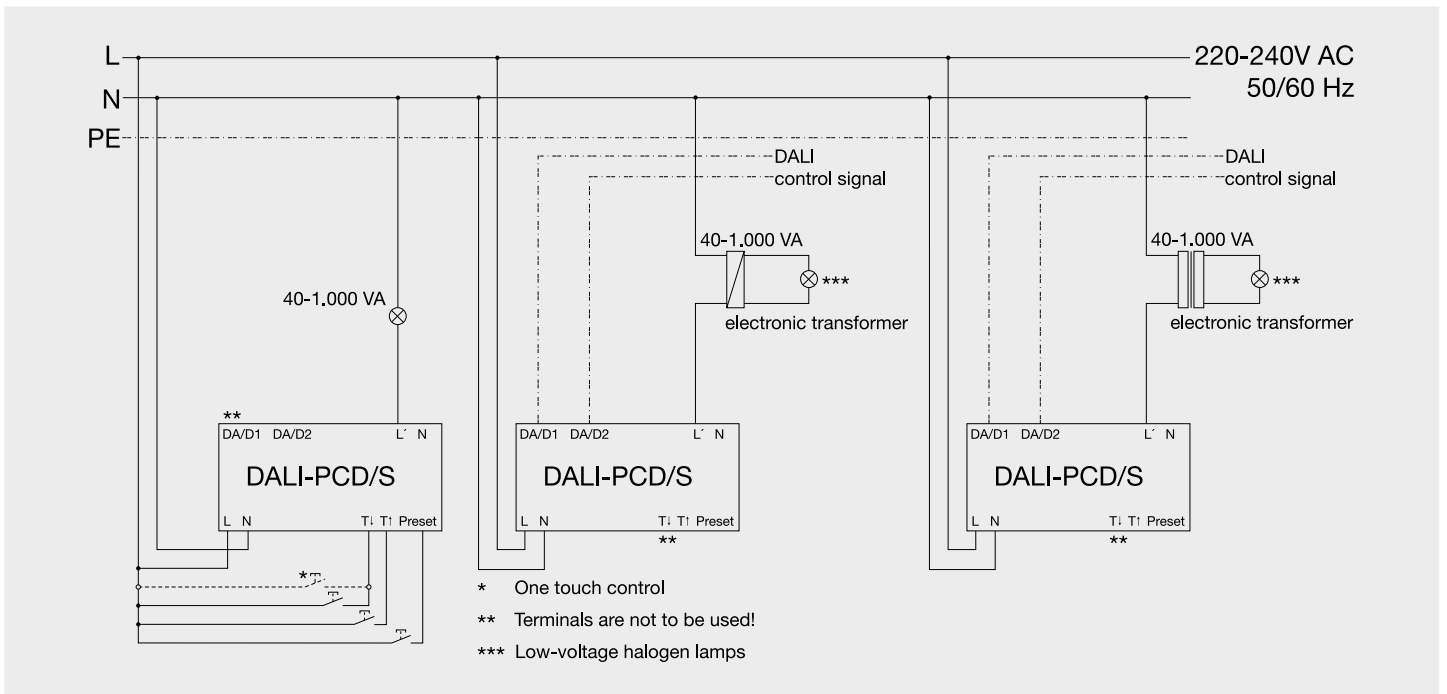 L
220-240V AC
N
50/60 Hz
PE
DALI
control signal
DALI
control signal
40-1.000 VA
40-1.000 VA
40-1.000 VA
***
***
electronic transformer
electronic transformer
**
DA/D1 DA/D2 L´ N
DALI-PCD/S
L N T↓ T↑ Preset
DA/D1 DA/D2 L´ N
DALI-PCD/S
L N T↓ T↑ Preset
**
DA/D1 DA/D2 L´ N
DALI-PCD/S
L N T↓ T↑ Preset
**
*
* One touch control
** Terminals are not to be used!
*** Low-voltage halogen lamps